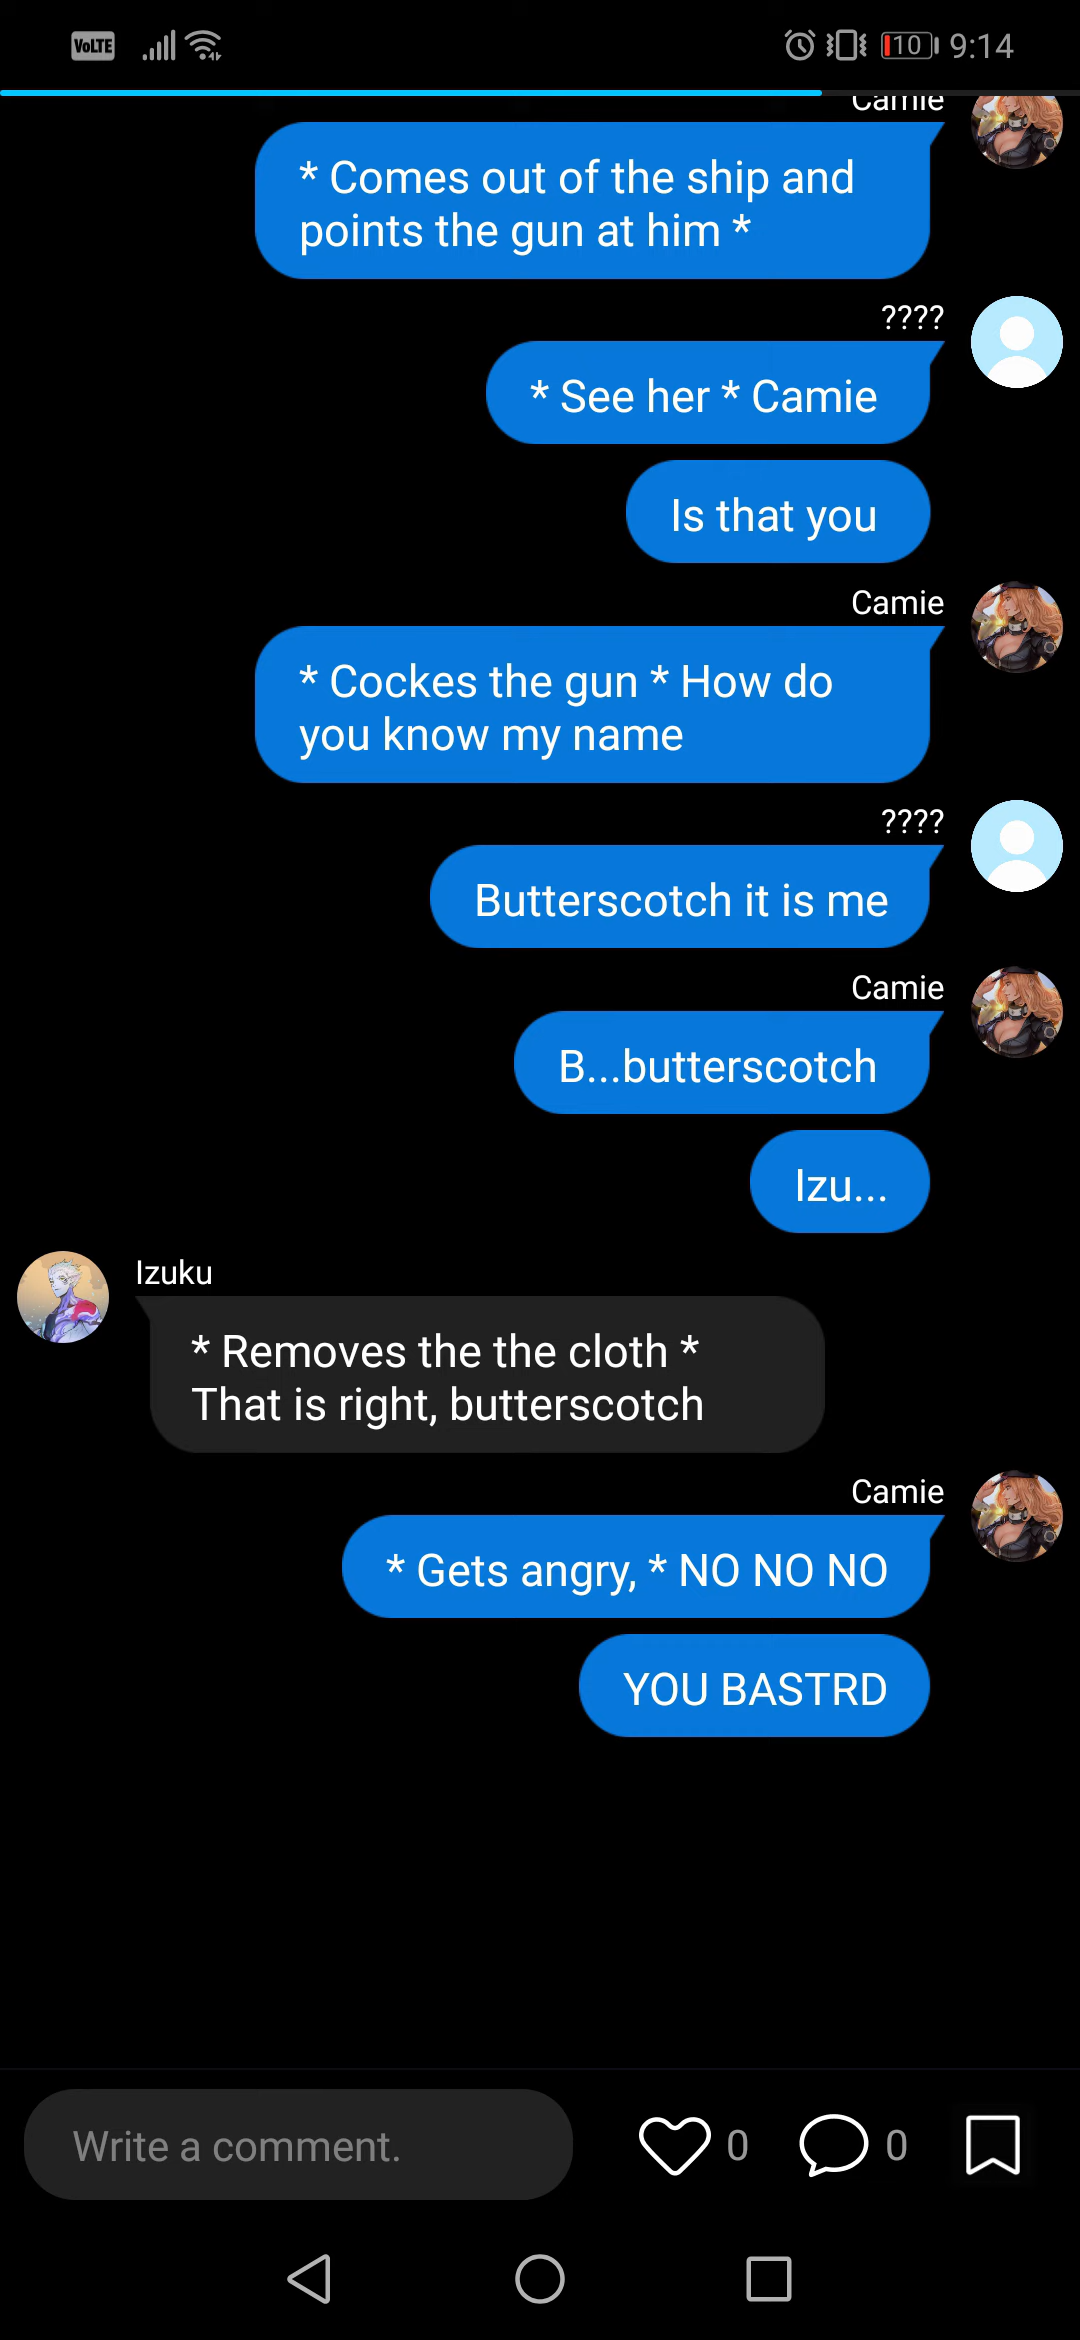 VoLTE
10
9:14
Camie
* Comes out of the ship and
points the gun at him *
????
* See her * Camie
Is that you
Camie
* Cockes the gun * How do
you know my name
????
Butterscotch it is me
Camie
B...butterscotch
Izu...
Izuku
* Removes the the cloth *
That is right, butterscotch
Camie
* Gets angry, * NO NO NO
YOU BASTRD
Write a comment.
0
0